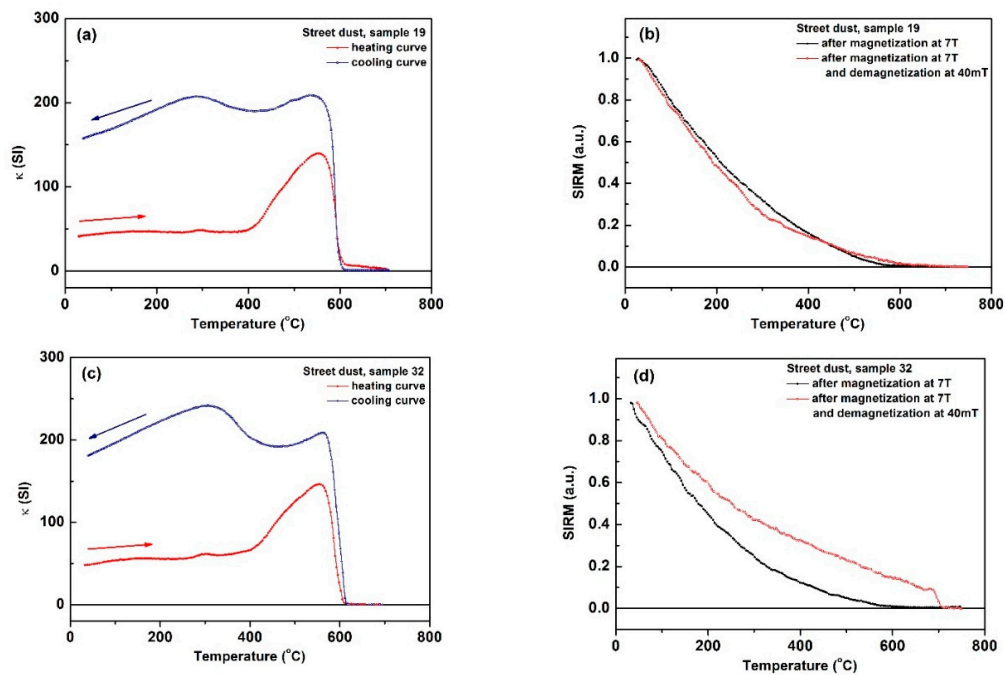 (a)
Street dust, sample 19
heating curve
cooling curve
κ (SI)
300
200
100
0
0
200
400
600
800
Temperature (°C)
(b)
Street dust, sample 19
after magnetization at 7T
after magnetization at 7T
and demagnetization at 40mT
SIRM (a.u.)
1.0
0.8
0.6
0.4
0.2
0.0
0
200
400
600
800
Temperature (°C)
(c)
Street dust, sample 32
heating curve
cooling curve
κ (SI)
300
200
100
0
0
200
400
600
800
Temperature (°C)
(d)
Street dust, sample 32
after magnetization at 7T
after magnetization at 7T
and demagnetization at 40mT
SIRM (a.u.)
1.0
0.8
0.6
0.4
0.2
0.0
0
200
400
600
800
Temperature (°C)